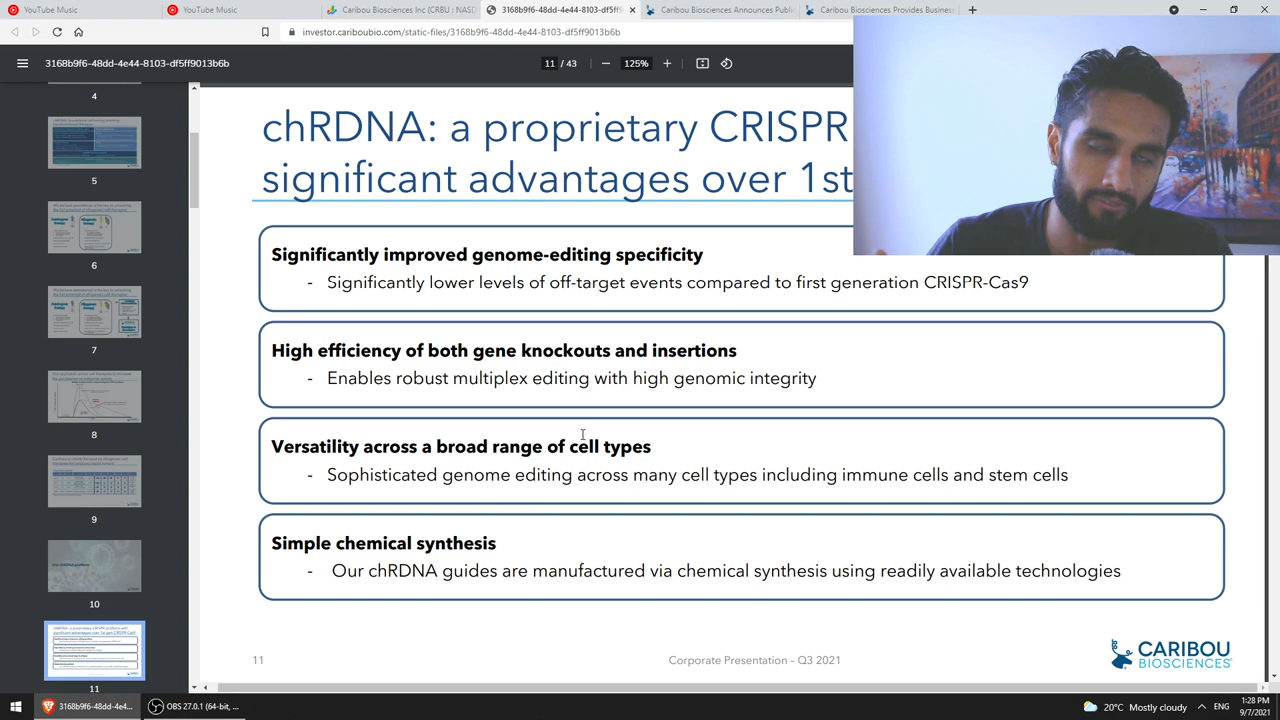 YouTube Music
YouTube Music
Caribou Biosciences Inc (CRBU : NASD
3168b9f6-48dd-4e44-8103-df5ff9
Caribou Biosciences Announces Publi
Caribou Biosciences Provides Business
investor.cariboubio.com/static-files/3168b9f6-48dd-4e44-8103-df5ff9013b6b
3168b9f6-48dd-4e44-8103-df5ff9013b6b
11 / 43
125%
4
5
6
7
8
9
10
11
chRDNA: a proprietary CRISPR
significant advantages over 1st
Significantly improved genome-editing specificity
- Significantly lower levels of off-target events compared to first generation CRISPR-Cas9
High efficiency of both gene knockouts and insertions
- Enables robust multiplex editing with high genomic integrity
Versatility across a broad range of cell types
- Sophisticated genome editing across many cell types including immune cells and stem cells
Simple chemical synthesis
- Our chRDNA guides are manufactured via chemical synthesis using readily available technologies
11
Corporate Presentation – Q3 2021
CARIBOU
BIOSCIENCES
3168b9f6-48dd-4e4...
OBS 27.0.1 (64-bit, ...
20°C Mostly cloudy
ENG
1:28 PM
9/7/2021